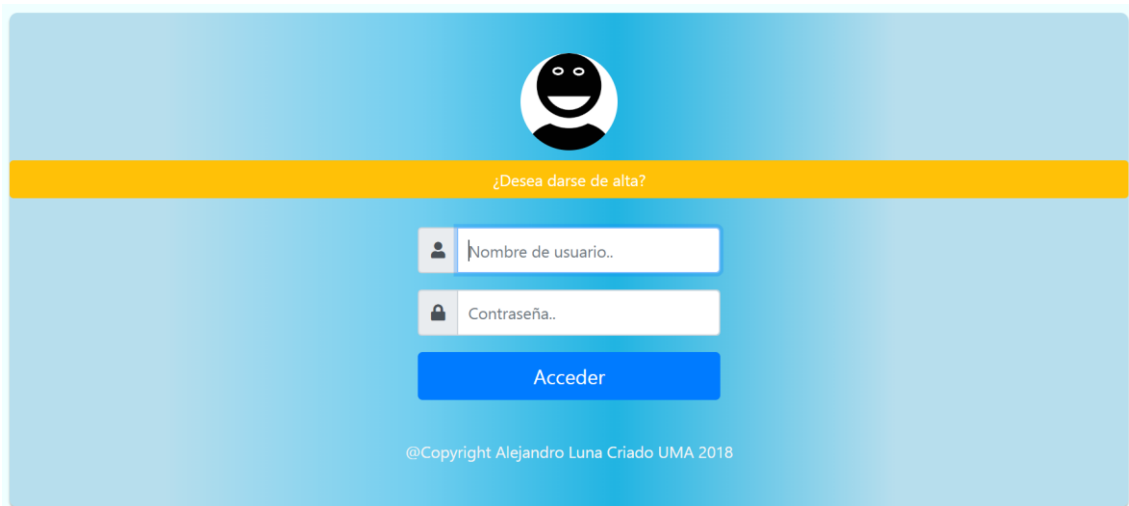 ¿Desea darse de alta?
Nombre de usuario..
Contraseña..
Acceder
@Copyright Alejandro Luna Criado UMA 2018